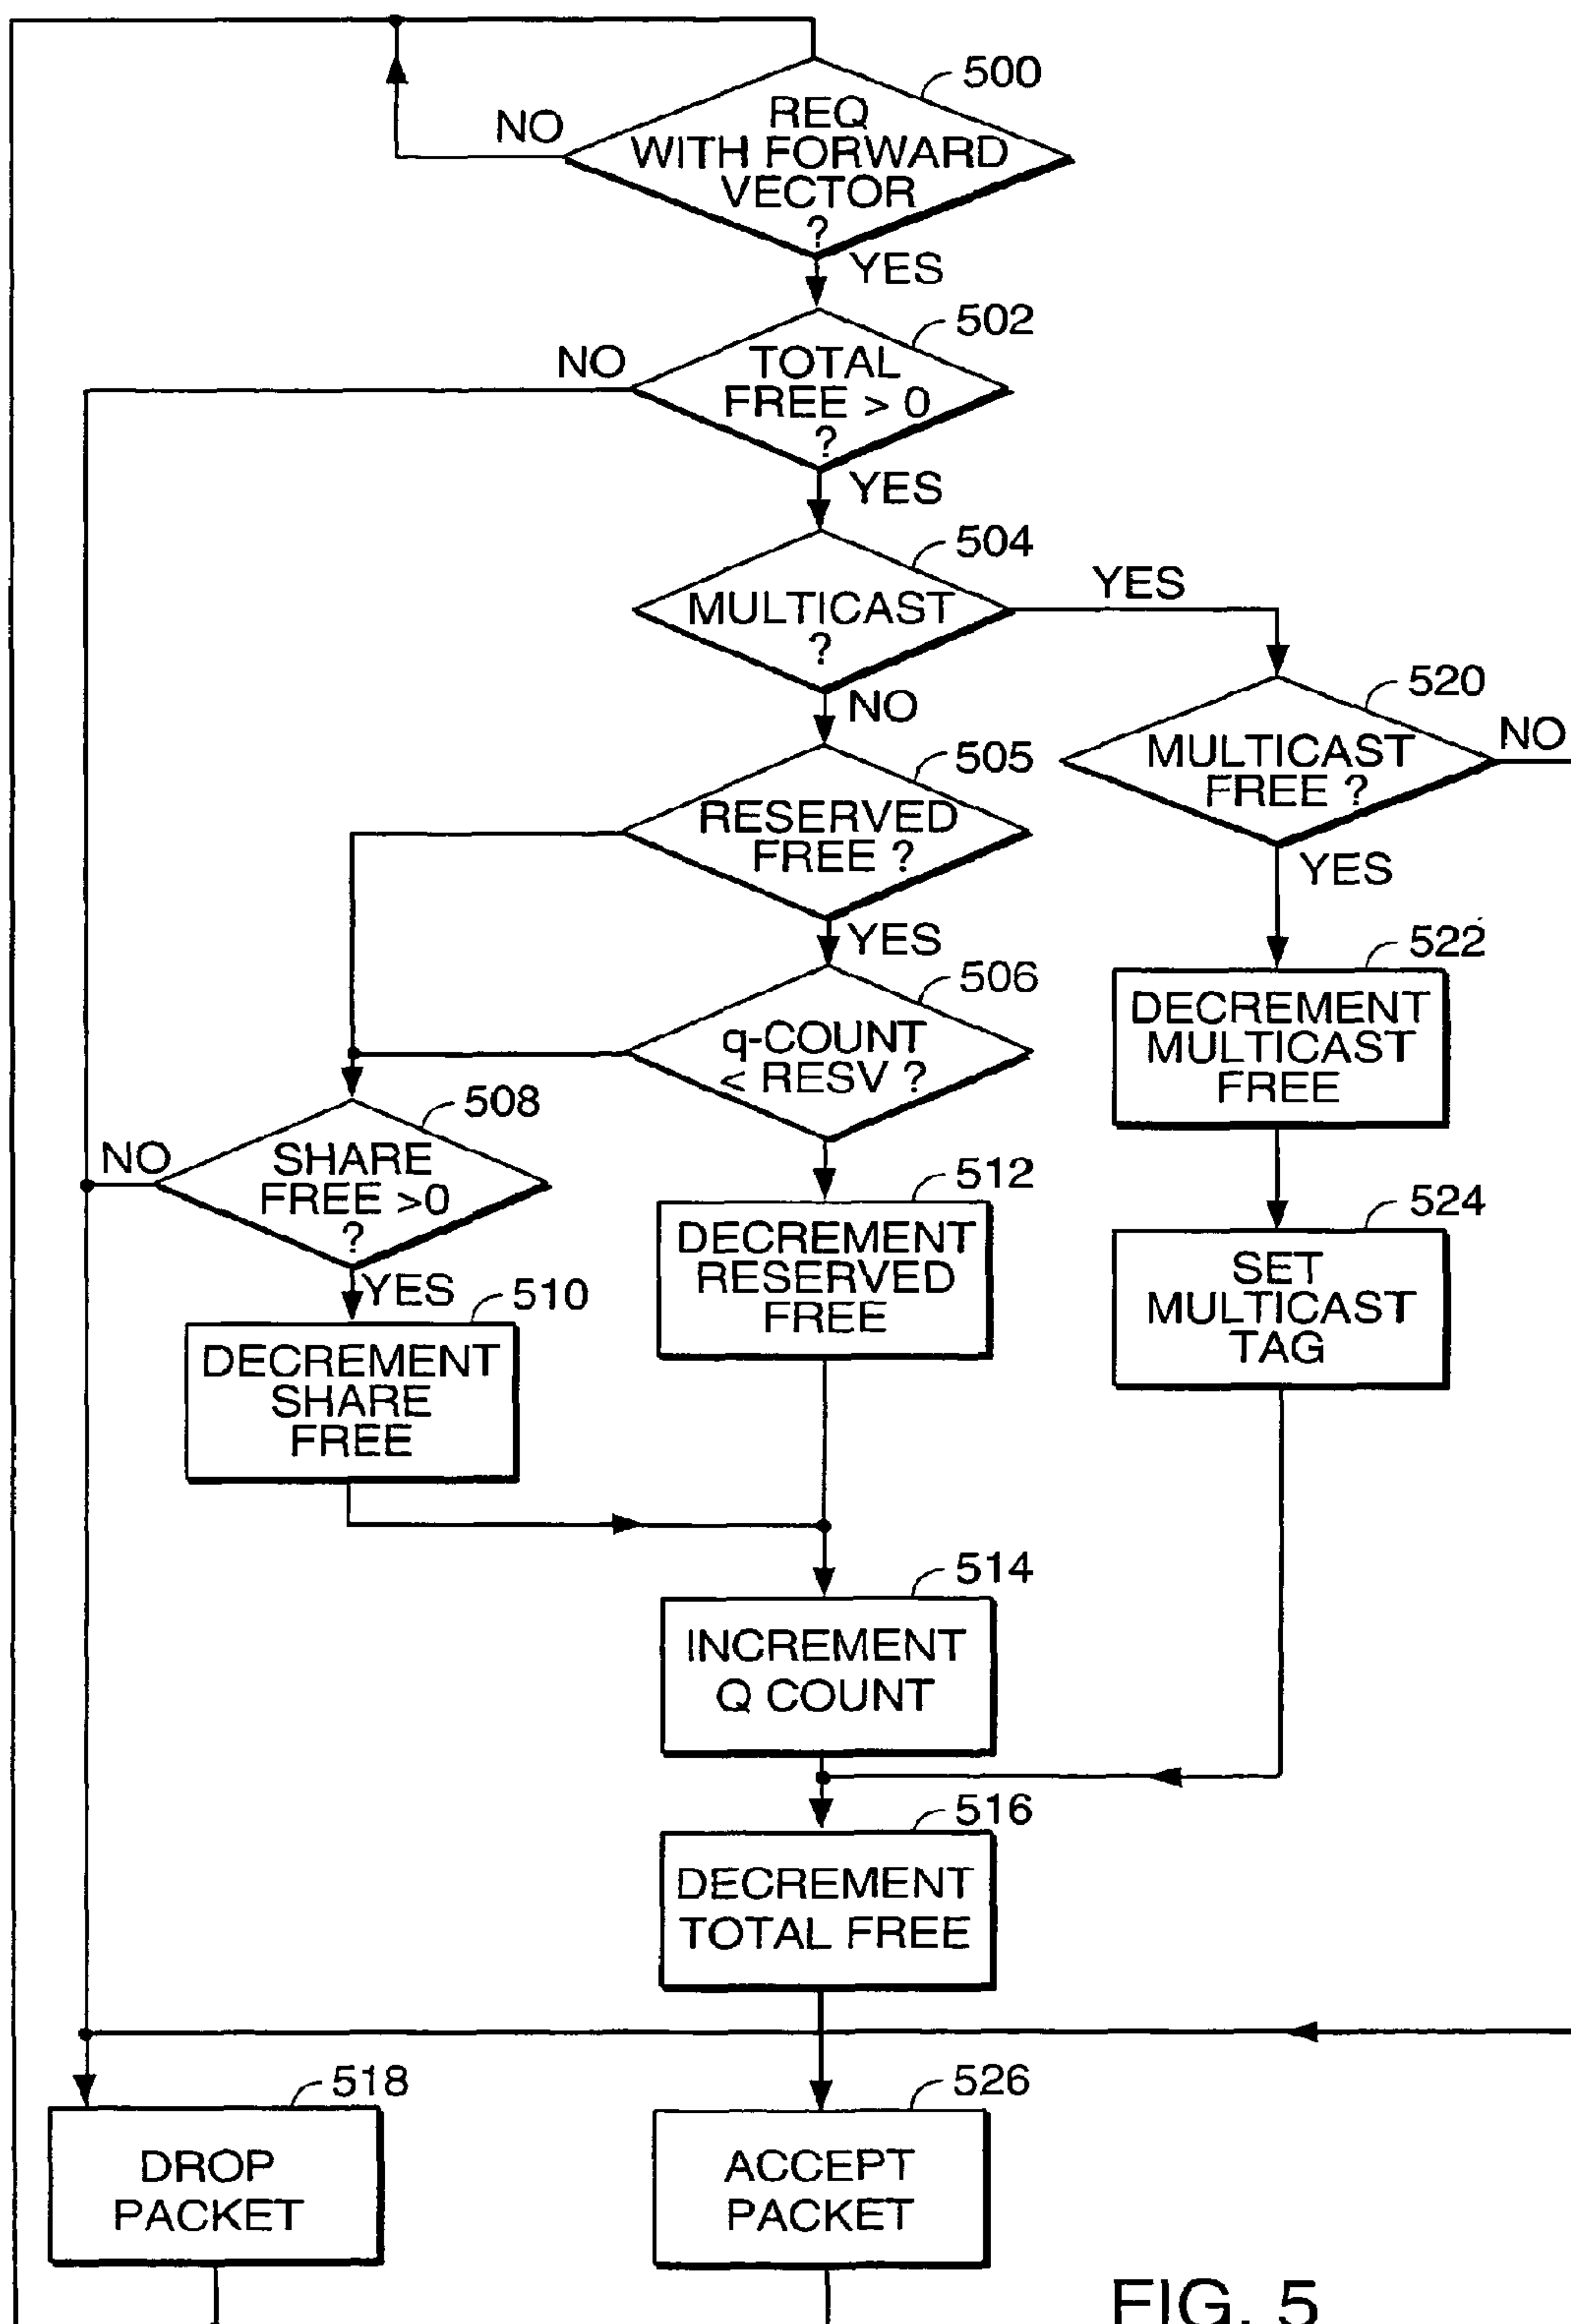 500
REQ
WITH FORWARD
VECTOR
?
NO
YES
502
TOTAL
FREE > 0
?
NO
YES
504
MULTICAST
?
YES
NO
505
RESERVED
FREE ?
YES
520
MULTICAST
FREE ?
NO
YES
506
q-COUNT
< RESV ?
522
DECREMENT
MULTICAST
FREE
508
SHARE
FREE >0
?
NO
YES
512
DECREMENT
RESERVED
FREE
524
SET
MULTICAST
TAG
510
DECREMENT
SHARE
FREE
514
INCREMENT
Q COUNT
516
DECREMENT
TOTAL FREE
518
DROP
PACKET
526
ACCEPT
PACKET
FIG. 5